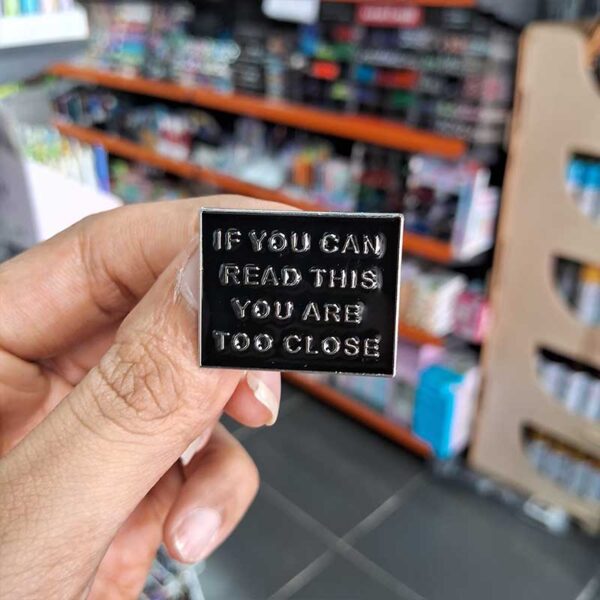 IF YOU CAN
READ THIS
YOU ARE
TOO CLOSE